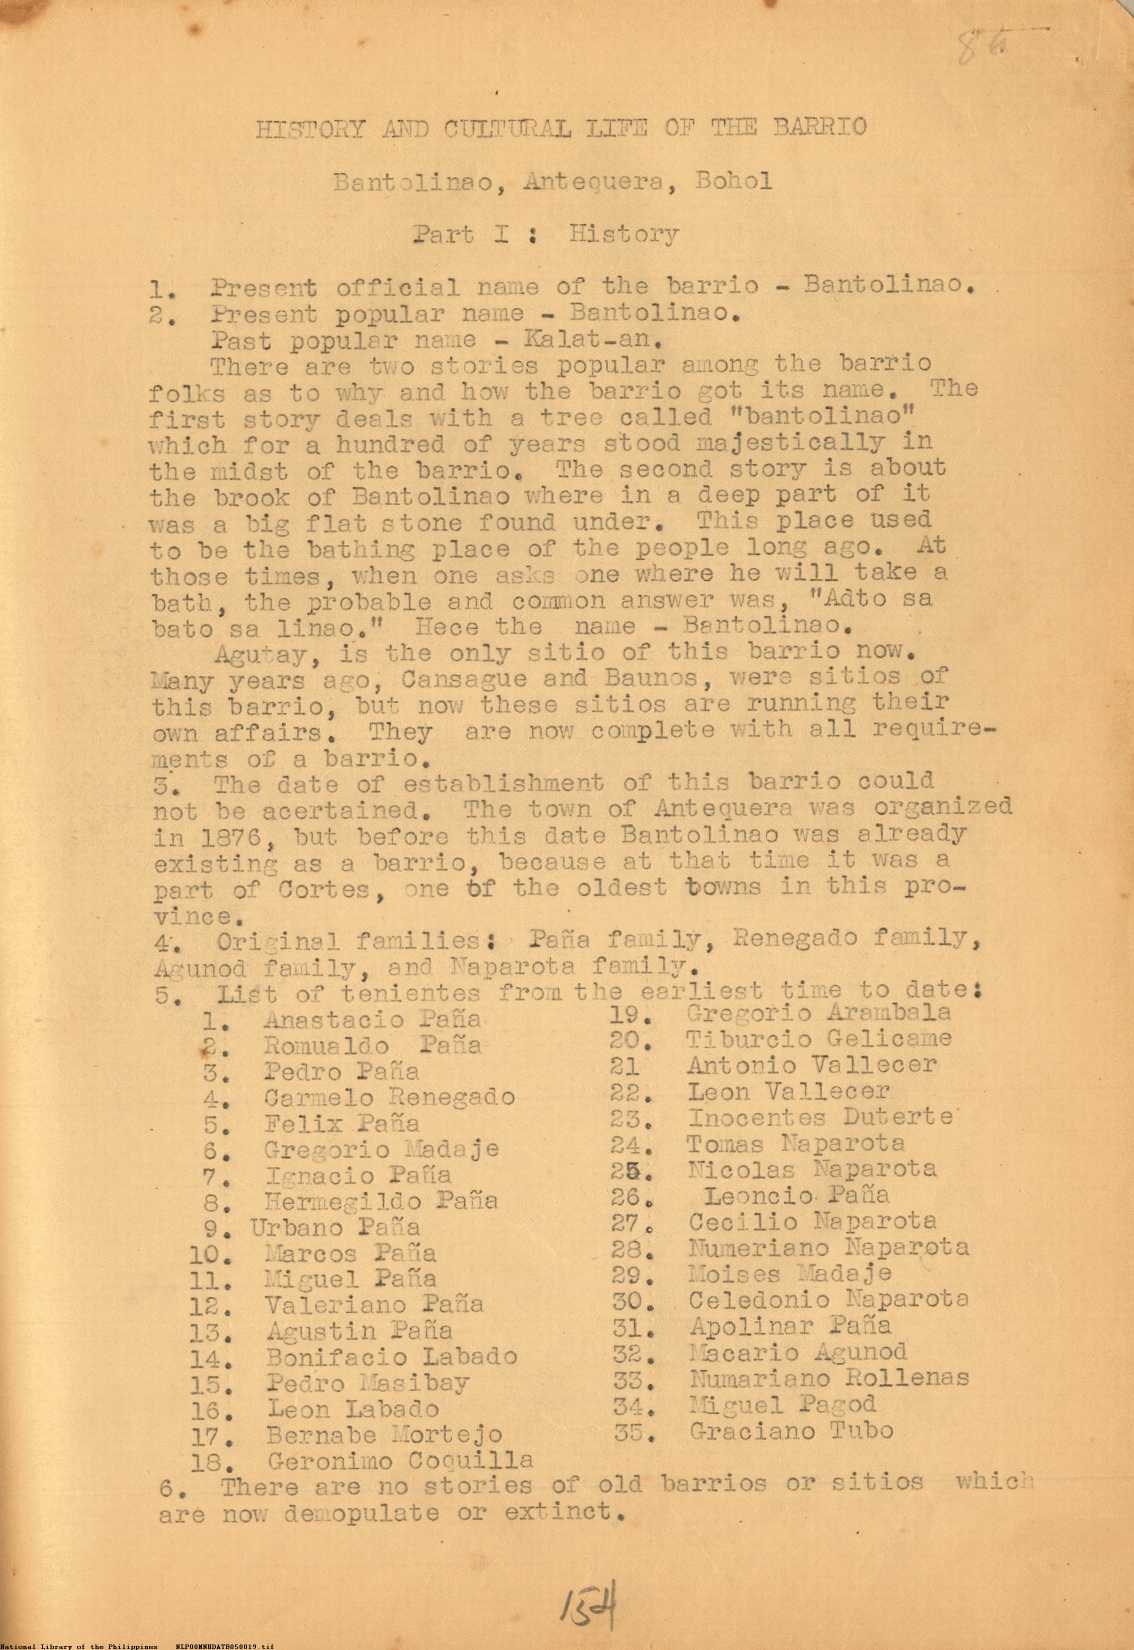 86
HISTORY AND CULTURAL LIFE OF THE BARRIO
Bantolinao, Antequera, Bohol
Part I : History
1. Present official name of the barrio - Bantolinao.
2. Present popular name - Bantolinao.
Past popular name - Kalat-an.
There are two stories popular among the barrio
folks as to why and how the barrio got its name. The
first story deals with a tree called "bantolinao"
which for a hundred of years stood majestically in
the midst of the barrio. The second story is about
the brook of Bantolinao where in a deep part of it
was a big flat stone found under. This place used
to be the bathing place of the people long ago. At
those times, when one asks one where he will take a
bath, the probable and common answer was, "Adto sa
bato sa linao." Hece the name - Bantolinao.
Agutay, is the only sitio of this barrio now.
Many years ago, Cansague and Baunos, were sitios of
this barrio, but now these sitios are running their
own affairs. They are now complete with all require-
ments of a barrio.
3. The date of establishment of this barrio could
not be acertained. The town of Antequera was organized
in 1876, but before this date Bantolinao was already
existing as a barrio, because at that time it was a
part of Cortes, one of the oldest towns in this pro-
vince.
4. Original families: Paña family, Renegado family,
Agunod family, and Naparota family.
5. List of tenientes from the earliest time to date:
1. Anastacio Paña
2. Romualdo Paña
3. Pedro Paña
4. Carmelo Renegado
5. Felix Paña
6. Gregorio Madaje
7. Ignacio Paña
8. Hermegildo Paña
9. Urbano Paña
10. Marcos Paña
11. Miguel Paña
12. Valeriano Paña
13. Agustin Paña
14. Bonifacio Labado
15. Pedro Masibay
16. Leon Labado
17. Bernabe Mortejo
18. Geronimo Coquilla
19. Gregorio Arambala
20. Tiburcio Gelicame
21 Antonio Vallecer
22. Leon Vallecer
23. Inocentes Duterte
24. Tomas Naparota
25. Nicolas Naparota
26. Leoncio Paña
27. Cecilio Naparota
28. Numeriano Naparota
29. Moises Madaje
30. Celedonio Naparota
31. Apolinar Paña
32. Macario Agunod
33. Numariano Rollenas
34. Miguel Pagod
35. Graciano Tubo
6. There are no stories of old barrios or sitios which
are now demopulate or extinct.
154
National Library of the Philippines NLP00MNHDATB050019.tif